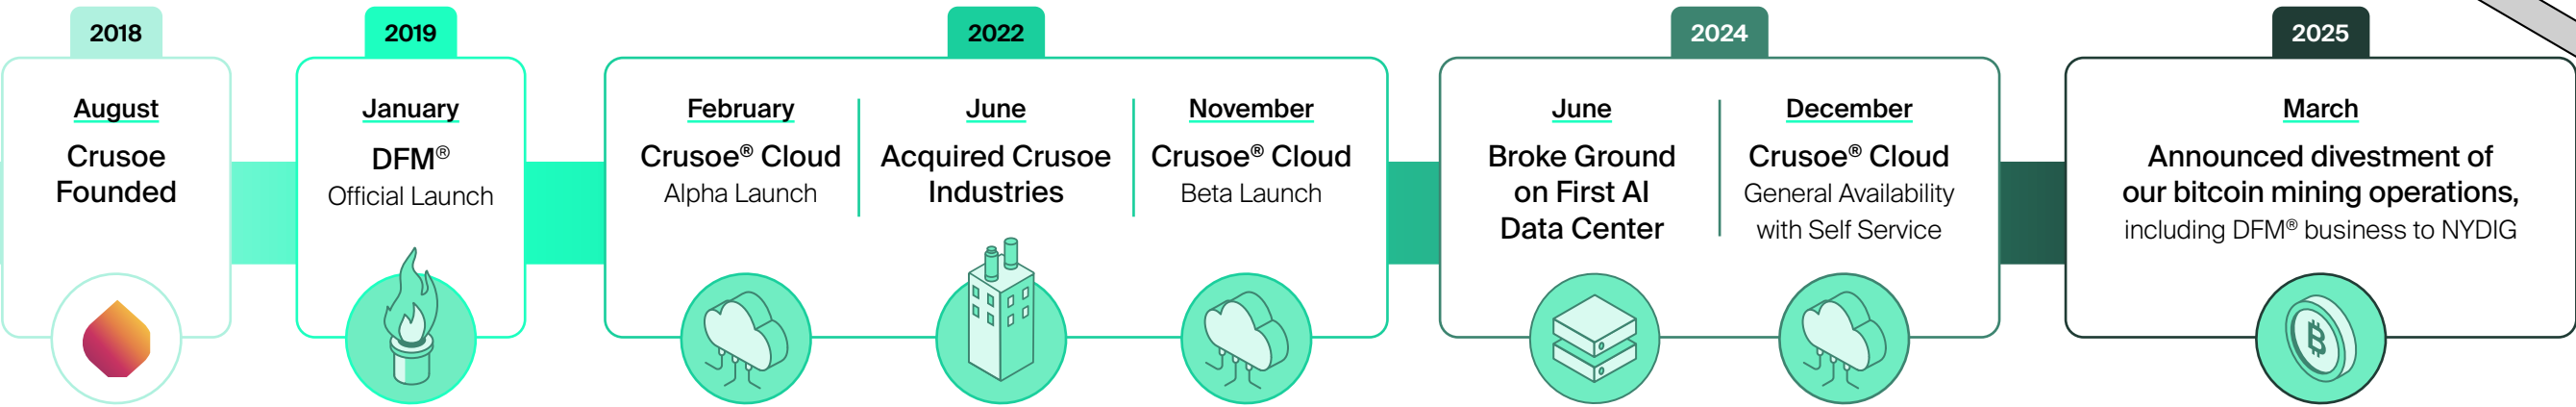 2018
August
Crusoe
Founded
2019
January
DFM®
Official Launch
2022
February
Crusoe® Cloud
Alpha Launch
June
Acquired Crusoe
Industries
November
Crusoe® Cloud
Beta Launch
2024
June
Broke Ground
on First AI
Data Center
December
Crusoe® Cloud
General Availability
with Self Service
2025
March
Announced divestment of
our bitcoin mining operations,
including DFM® business to NYDIG